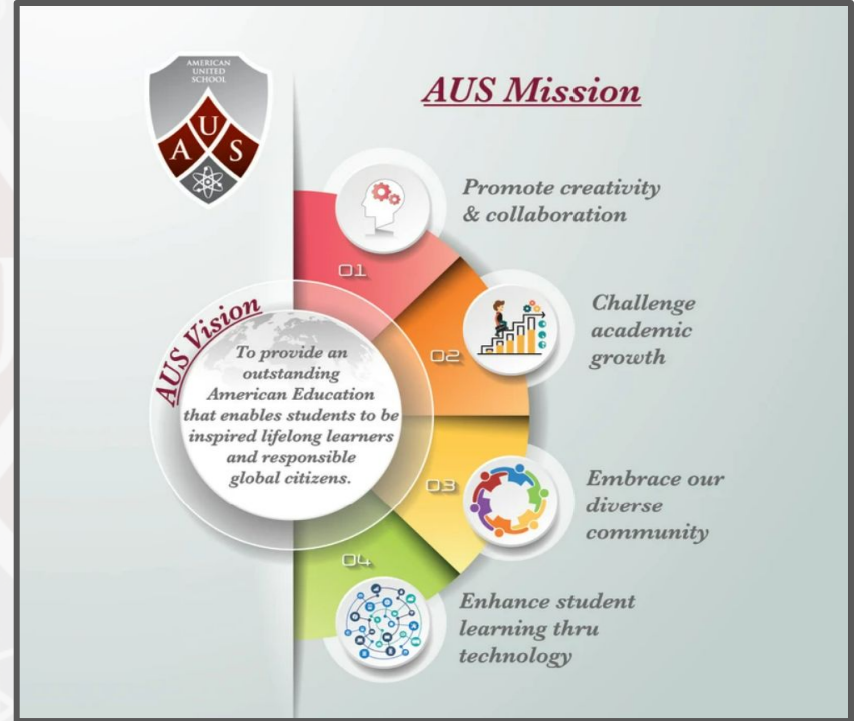 AMERICAN
UNITED
SCHOOL
U
A S
AUS Mission
Promote creativity
& collaboration
01
Challenge
academic
growth
02
AUS Vision
To provide an
outstanding
American Education
that enables students to be
inspired lifelong learners
and responsible
global citizens.
03
Embrace our
diverse
community
04
Enhance student
learning thru
technology